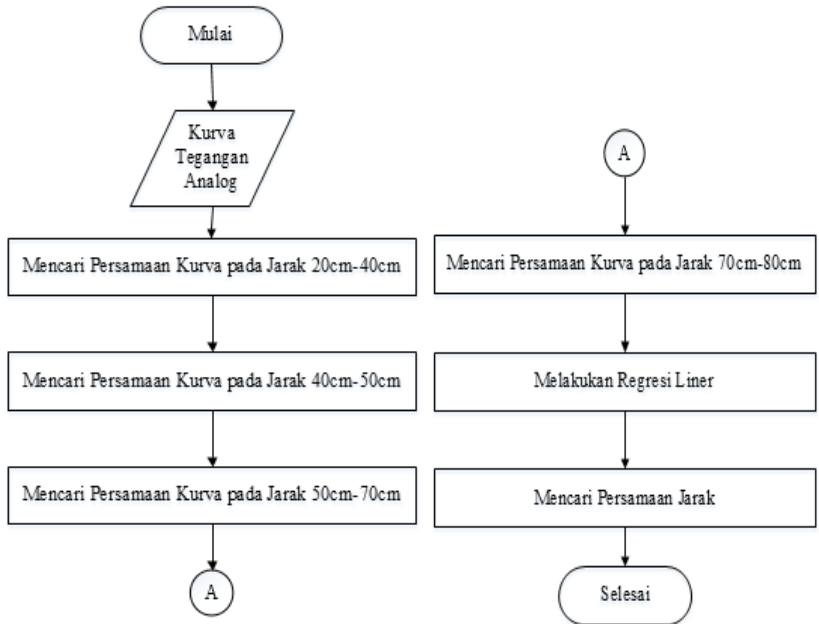 Mulai
Kurva
Tegangan
Analog
Mencari Persamaan Kurva pada Jarak 20cm-40cm
Mencari Persamaan Kurva pada Jarak 40cm-50cm
Mencari Persamaan Kurva pada Jarak 50cm-70cm
A
A
Mencari Persamaan Kurva pada Jarak 70cm-80cm
Melakukan Regresi Liner
Mencari Persamaan Jarak
Selesai